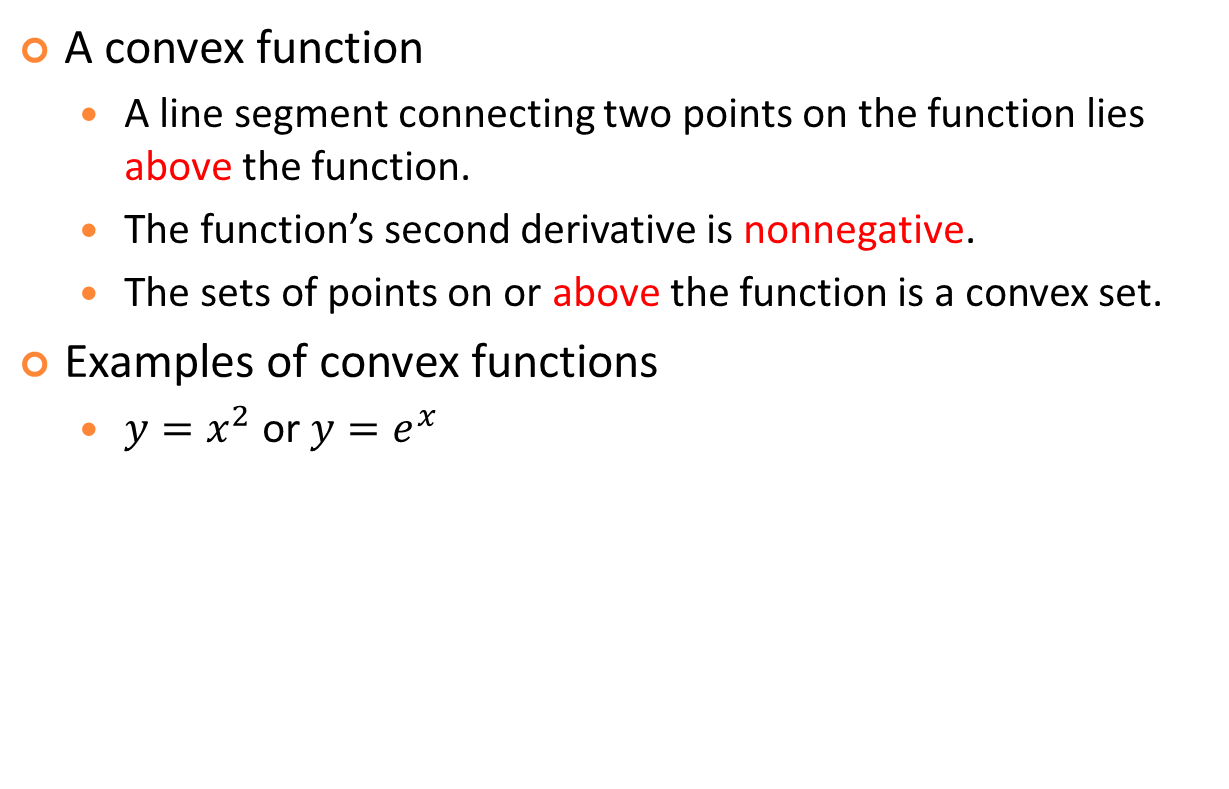 A convex function
A line segment connecting two points on the function lies
above the function.
The function’s second derivative is nonnegative.
The sets of points on or above the function is a convex set.
Examples of convex functions
y = x² or y = eˣ